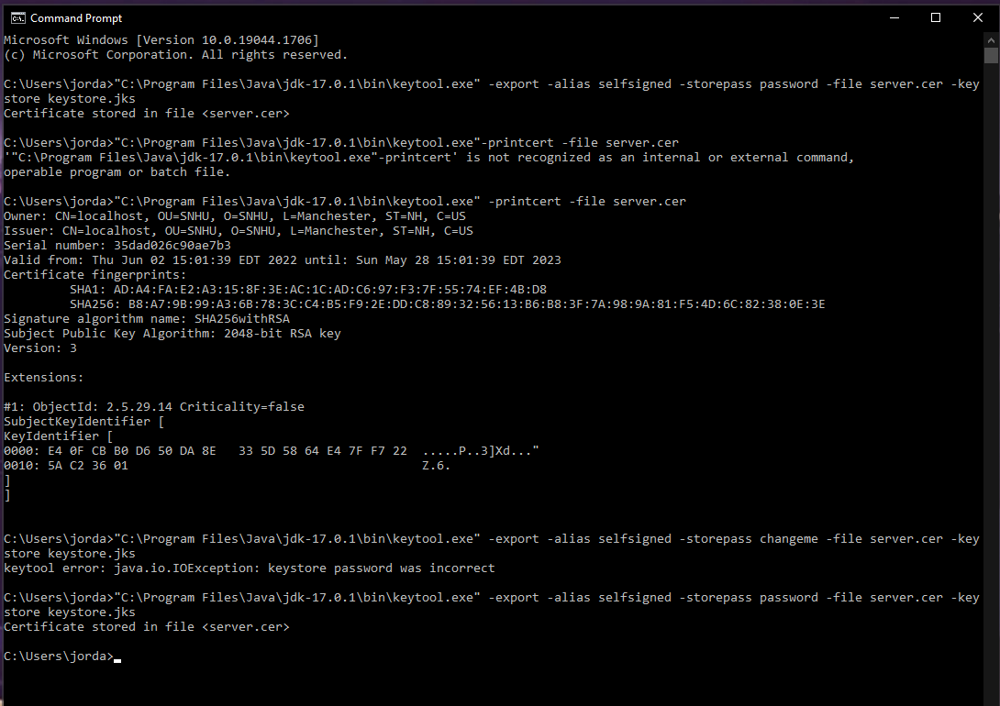 Command Prompt
Microsoft Windows [Version 10.0.19044.1706]
(c) Microsoft Corporation. All rights reserved.
C:\Users\jorda>"C:\Program Files\Java\jdk-17.0.1\bin\keytool.exe" -export -alias selfsigned -storepass password -file server.cer -key
store keystore.jks
Certificate stored in file <server.cer>
C:\Users\jorda>"C:\Program Files\Java\jdk-17.0.1\bin\keytool.exe"-printcert -file server.cer
'"C:\Program Files\Java\jdk-17.0.1\bin\keytool.exe"-printcert' is not recognized as an internal or external command,
operable program or batch file.
C:\Users\jorda>"C:\Program Files\Java\jdk-17.0.1\bin\keytool.exe" -printcert -file server.cer
Owner: CN=localhost, OU=SNHU, O=SNHU, L=Manchester, ST=NH, C=US
Issuer: CN=localhost, OU=SNHU, O=SNHU, L=Manchester, ST=NH, C=US
Serial number: 35dad026c90ae7b3
Valid from: Thu Jun 02 15:01:39 EDT 2022 until: Sun May 28 15:01:39 EDT 2023
Certificate fingerprints:
         SHA1: AD:A4:FA:E2:A3:15:8F:3E:AC:1C:AD:C6:97:F3:7F:55:74:EF:4B:D8
         SHA256: B8:A7:9B:99:A3:6B:78:3C:C4:B5:F9:2E:DD:C8:89:32:56:13:B6:B8:3F:7A:98:9A:81:F5:4D:6C:82:38:0E:3E
Signature algorithm name: SHA256withRSA
Subject Public Key Algorithm: 2048-bit RSA key
Version: 3
Extensions:
#1: ObjectId: 2.5.29.14 Criticality=false
SubjectKeyIdentifier [
KeyIdentifier [
0000: E4 0F CB B0 D6 50 DA 8E   33 5D 58 64 E4 7F F7 22  .....P..3]Xd..."
0010: 5A C2 36 01                                        Z.6.
]
]
C:\Users\jorda>"C:\Program Files\Java\jdk-17.0.1\bin\keytool.exe" -export -alias selfsigned -storepass changeme -file server.cer -key
store keystore.jks
keytool error: java.io.IOException: keystore password was incorrect
C:\Users\jorda>"C:\Program Files\Java\jdk-17.0.1\bin\keytool.exe" -export -alias selfsigned -storepass password -file server.cer -key
store keystore.jks
Certificate stored in file <server.cer>
C:\Users\jorda>